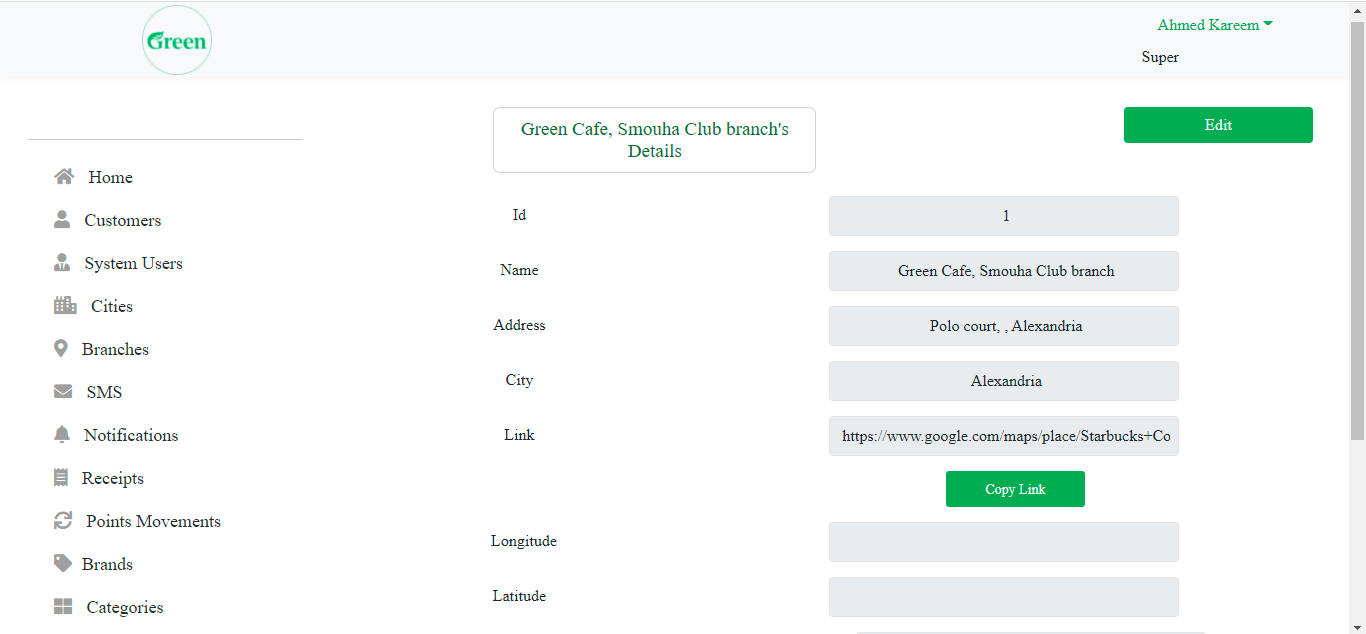 Green
Ahmed Kareem
Super
Green Cafe, Smouha Club branch's
Details
Edit
Home
Customers
System Users
Cities
Branches
SMS
Notifications
Receipts
Points Movements
Brands
Categories
Id
1
Name
Green Cafe, Smouha Club branch
Address
Polo court, , Alexandria
City
Alexandria
Link
https://www.google.com/maps/place/Starbucks+Co
Copy Link
Longitude
Latitude